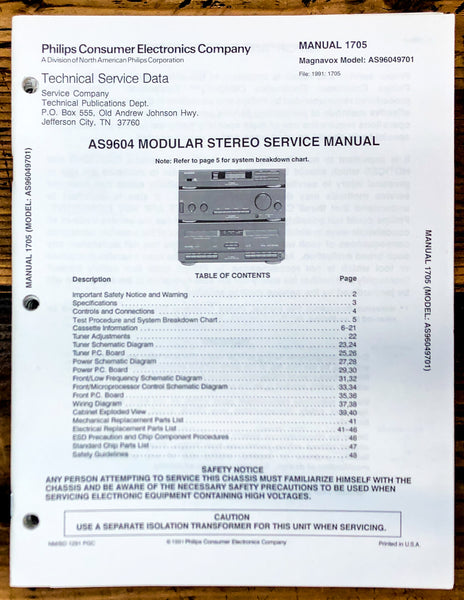 Philips Consumer Electronics Company
A Division of North American Philips Corporation
Technical Service Data
Service Company
Technical Publications Dept.
P.O. Box 555, Old Andrew Johnson Hwy.
Jefferson City, TN 37760
MANUAL 1705
Magnavox Model: AS96049701
File: 1991: 1705
AS9604 MODULAR STEREO SERVICE MANUAL
Note: Refer to page 5 for system breakdown chart.
TABLE OF CONTENTS
Description Page
Important Safety Notice and Warning 2
Specifications 3
Controls and Connections 4
Test Procedure and System Breakdown Chart 5
Cassette Information 6-21
Tuner Adjustments 22
Tuner Schematic Diagram 23,24
Tuner P.C. Board 25,26
Power Schematic Diagram 27,28
Power P.C. Board 29,30
Front/Low Frequency Schematic Diagram 31,32
Front/Microprocessor Control Schematic Diagram 33,34
Front P.C. Board 35,36
Wiring Diagram 37,38
Cabinet Exploded View 39,40
Mechanical Replacement Parts List 41
Electrical Replacement Parts List 41-46
ESD Precaution and Chip Component Procedures 46
Standard Chip Parts List 47
Safety Guidelines 48
SAFETY NOTICE
ANY PERSON ATTEMPTING TO SERVICE THIS CHASSIS MUST FAMILIARIZE HIMSELF WITH THE
CHASSIS AND BE AWARE OF THE NECESSARY SAFETY PRECAUTIONS TO BE USED WHEN
SERVICING ELECTRONIC EQUIPMENT CONTAINING HIGH VOLTAGES.
CAUTION
USE A SEPARATE ISOLATION TRANSFORMER FOR THIS UNIT WHEN SERVICING.
1291 PGC
©1991 Philips Consumer Electronics Company
Printed in U.S.A.
MANUAL 1705 (MODEL: AS96049701)
MANUAL 1705 (MODEL: AS96049701)